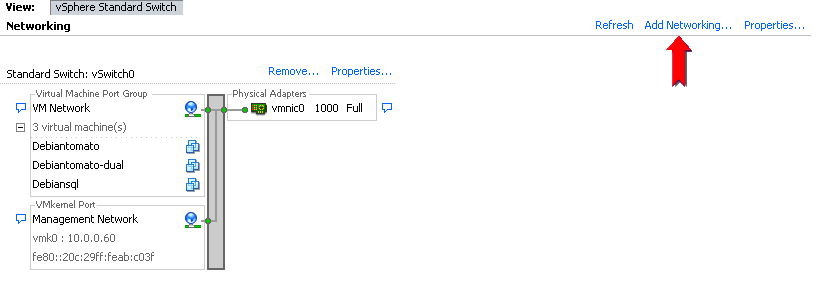 View: vSphere Standard Switch
Networking
Refresh Add Networking... Properties...
Standard Switch: vSwitch0 Remove... Properties...
Virtual Machine Port Group Physical Adapters
VM Network vmnic0 1000 Full
3 virtual machine(s)
Debiantomato
Debiantomato-dual
Debiansql
VMkernel Port
Management Network
vmk0 : 10.0.0.60
fe80::20c:29ff:feab:c03f